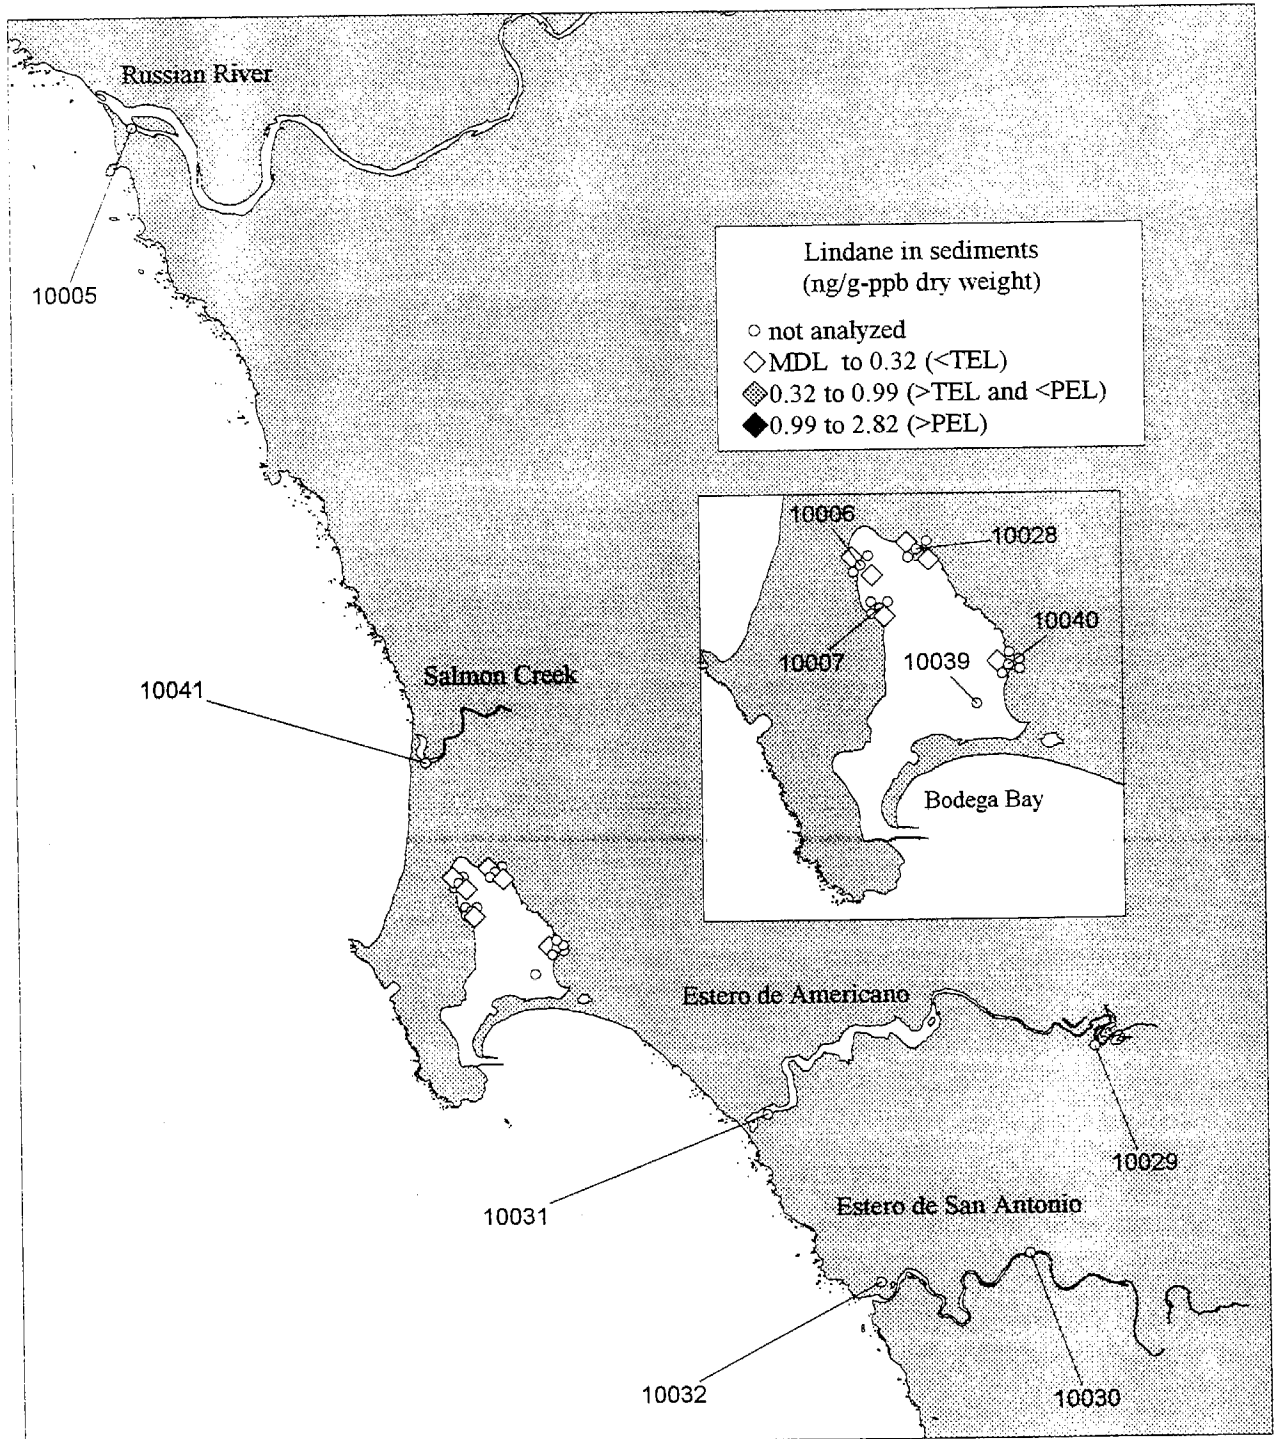 Russian River
10005
Lindane in sediments
(ng/g-ppb dry weight)
not analyzed
MDL to 0.32 (<TEL)
0.32 to 0.99 (>TEL and <PEL)
0.99 to 2.82 (>PEL)
10006
10028
10040
10007
10039
Bodega Bay
Salmon Creek
10041
Estero de Americano
10029
10031
Estero de San Antonio
10032
10030